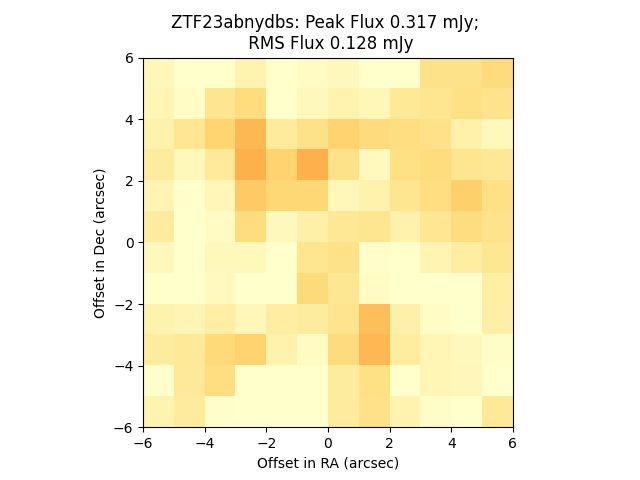 ZTF23abnydbs: Peak Flux 0.317 mJy;
RMS Flux 0.128 mJy
6
4
2
0
−2
−4
−6
Offset in Dec (arcsec)
−6 −4 −2 0 2 4 6
Offset in RA (arcsec)